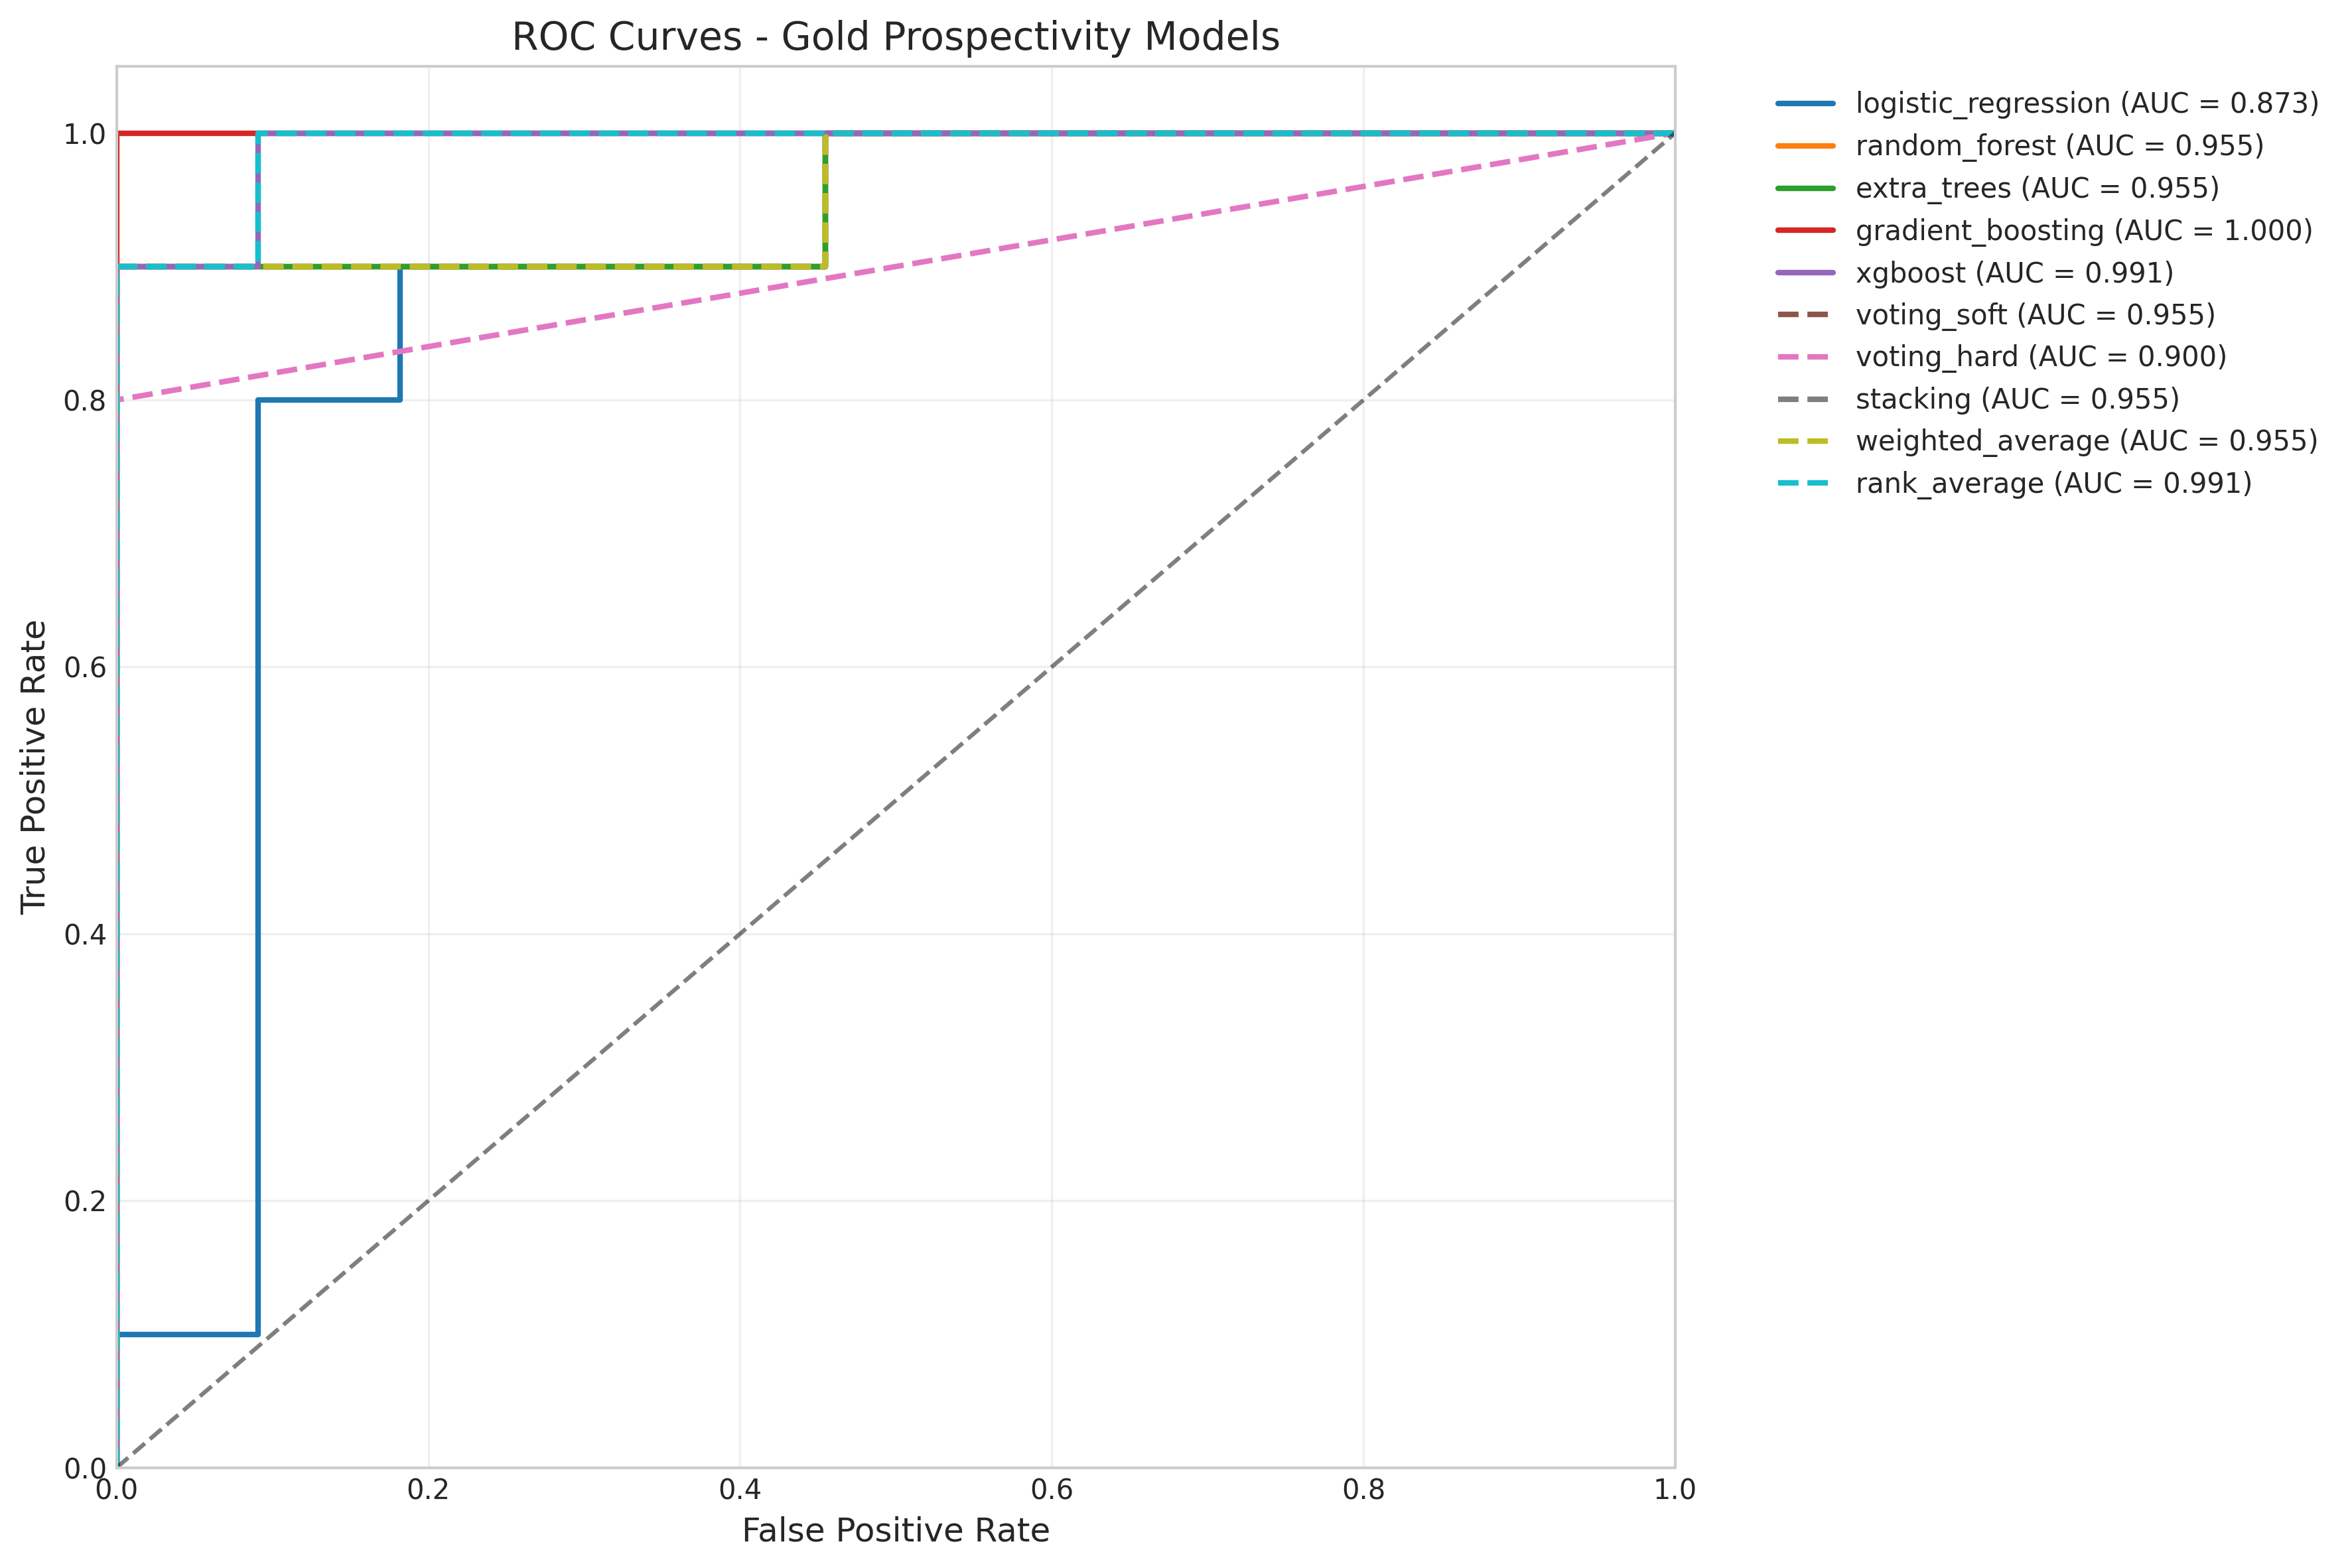 ROC Curves - Gold Prospectivity Models
logistic_regression (AUC = 0.873)
random_forest (AUC = 0.955)
extra_trees (AUC = 0.955)
gradient_boosting (AUC = 1.000)
xgboost (AUC = 0.991)
voting_soft (AUC = 0.955)
voting_hard (AUC = 0.900)
stacking (AUC = 0.955)
weighted_average (AUC = 0.955)
rank_average (AUC = 0.991)
True Positive Rate
1.0
0.8
0.6
0.4
0.2
0.0
0.0 0.2 0.4 0.6 0.8 1.0
False Positive Rate